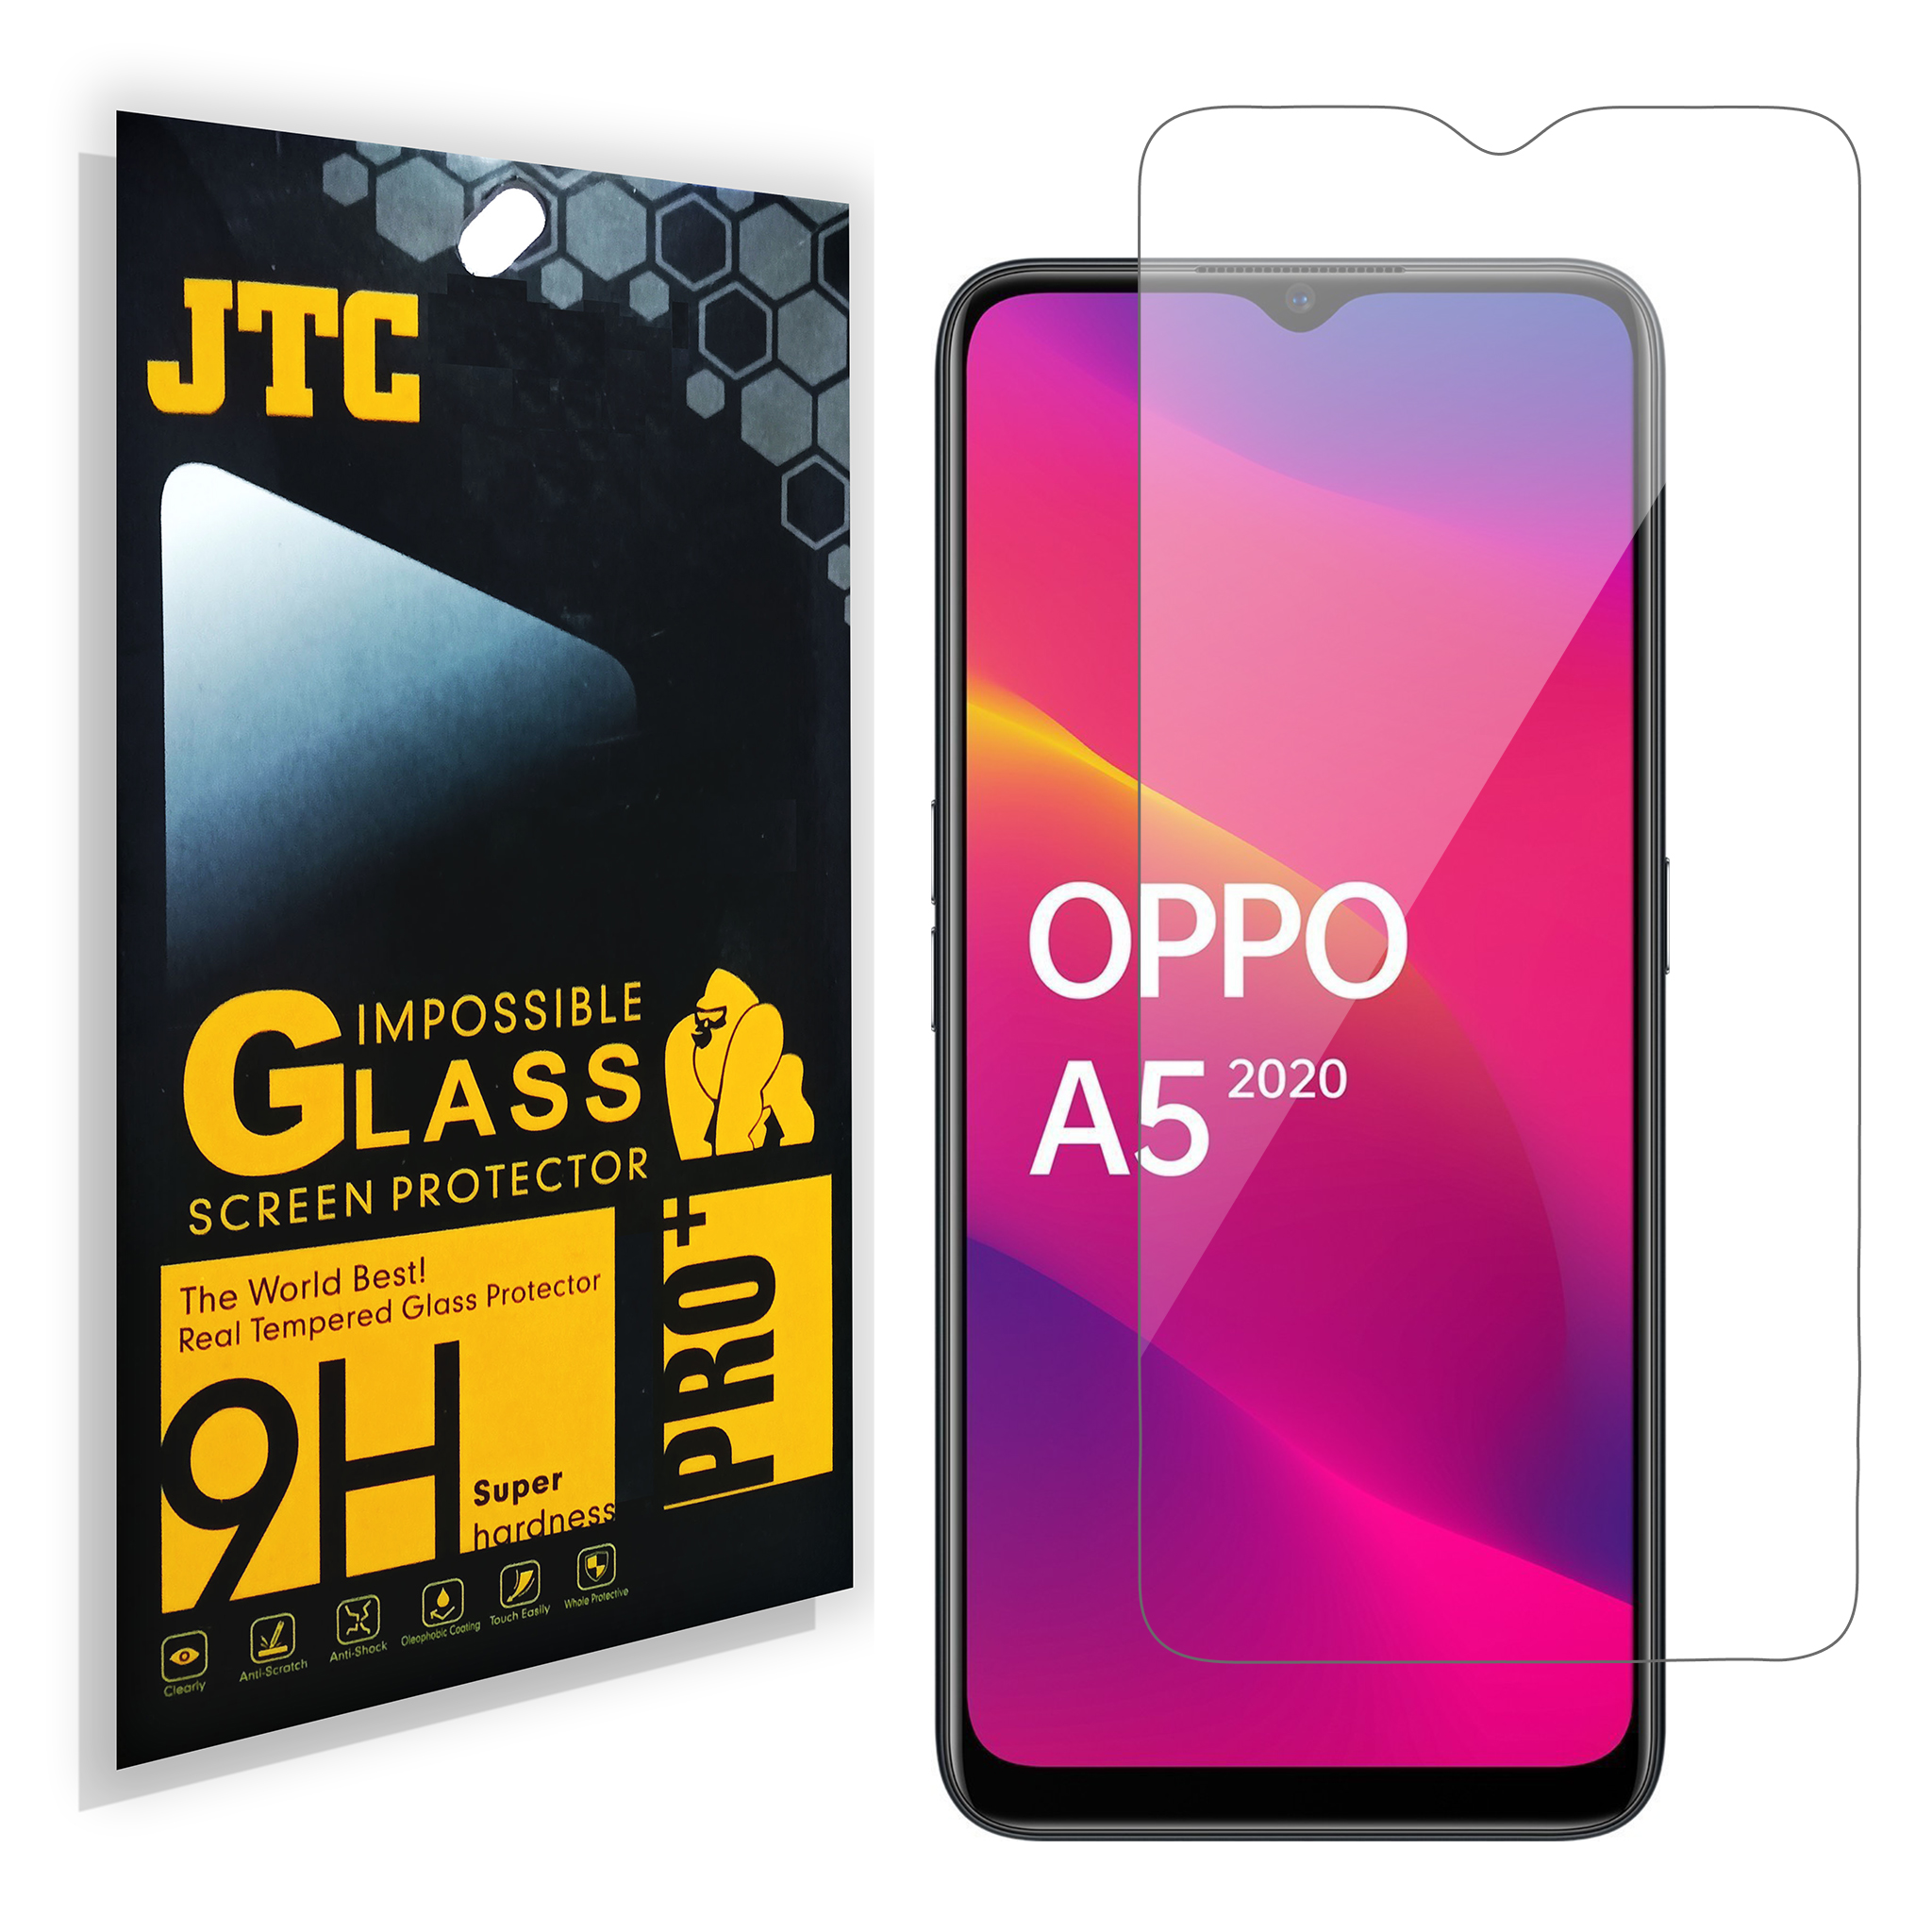 JTC
IMPOSSIBLE
GLASS
SCREEN PROTECTOR
The World Best!
Real Tempered Glass Protector
9H
Super
hardness
PRO+
Clearly
Anti-Scratch
Anti-Shock
Oleophobic Coating
Touch Easily
Whole Protective
OPPO
A5 2020